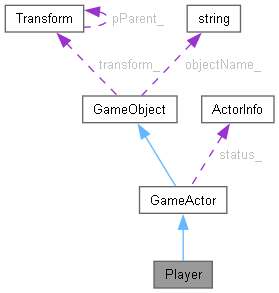 Transform
pParent_
string
transform_
objectName_
GameObject
ActorInfo
status_
GameActor
Player